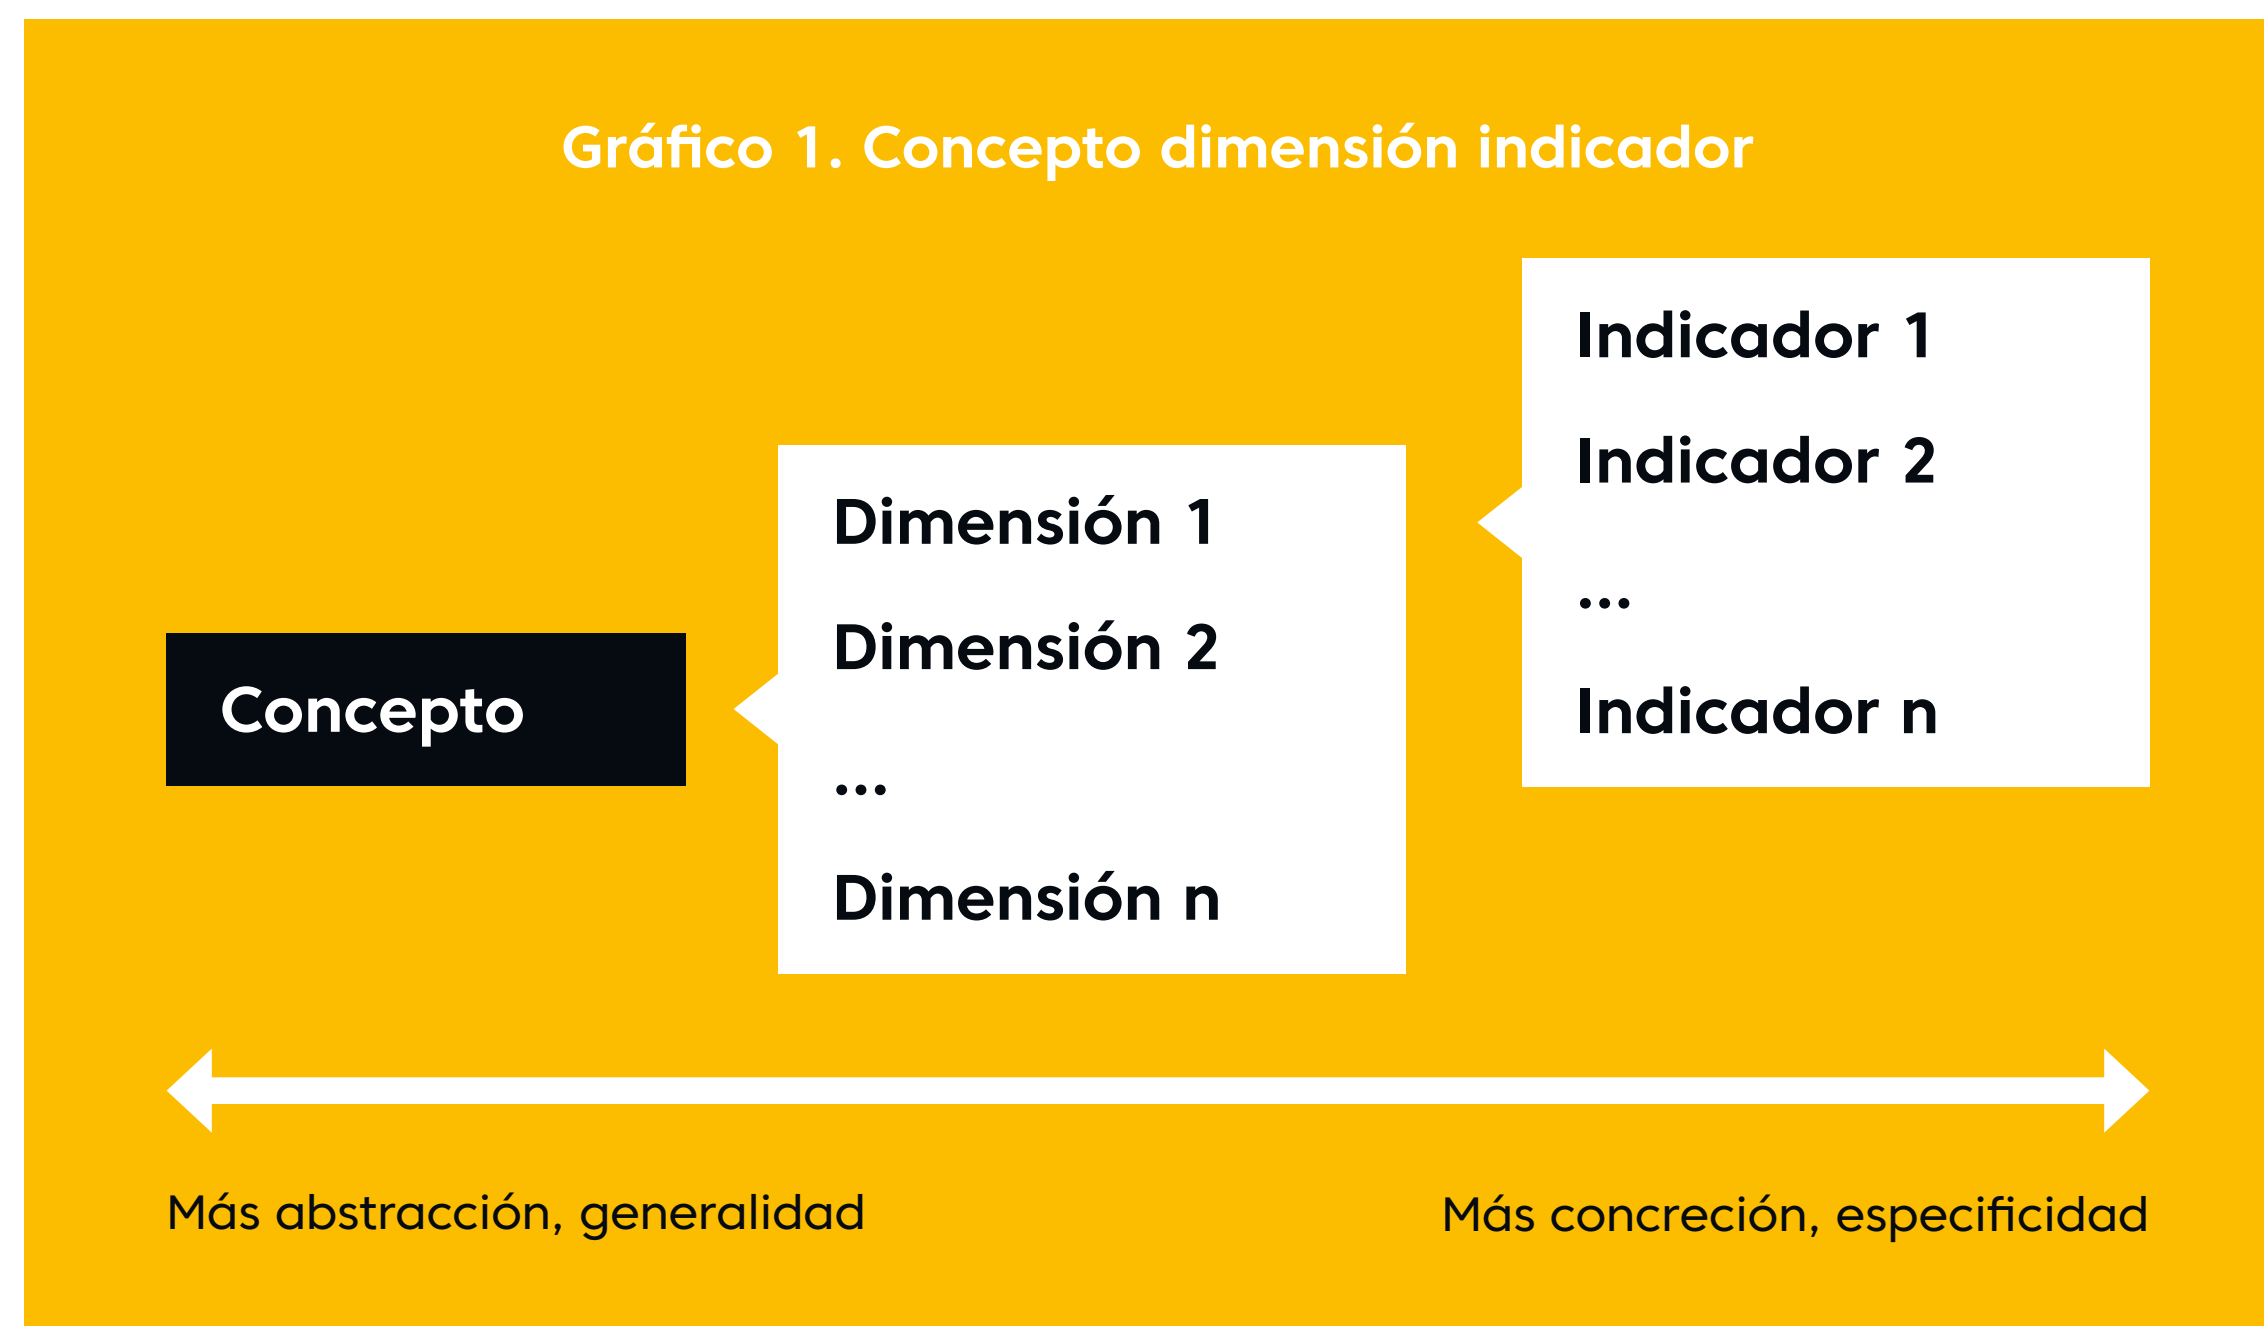 Gráfico 1. Concepto dimensión indicador
Concepto
Dimensión 1
Dimensión 2
...
Dimensión n
Indicador 1
Indicador 2
...
Indicador n
Más abstracción, generalidad
Más concreción, especificidad